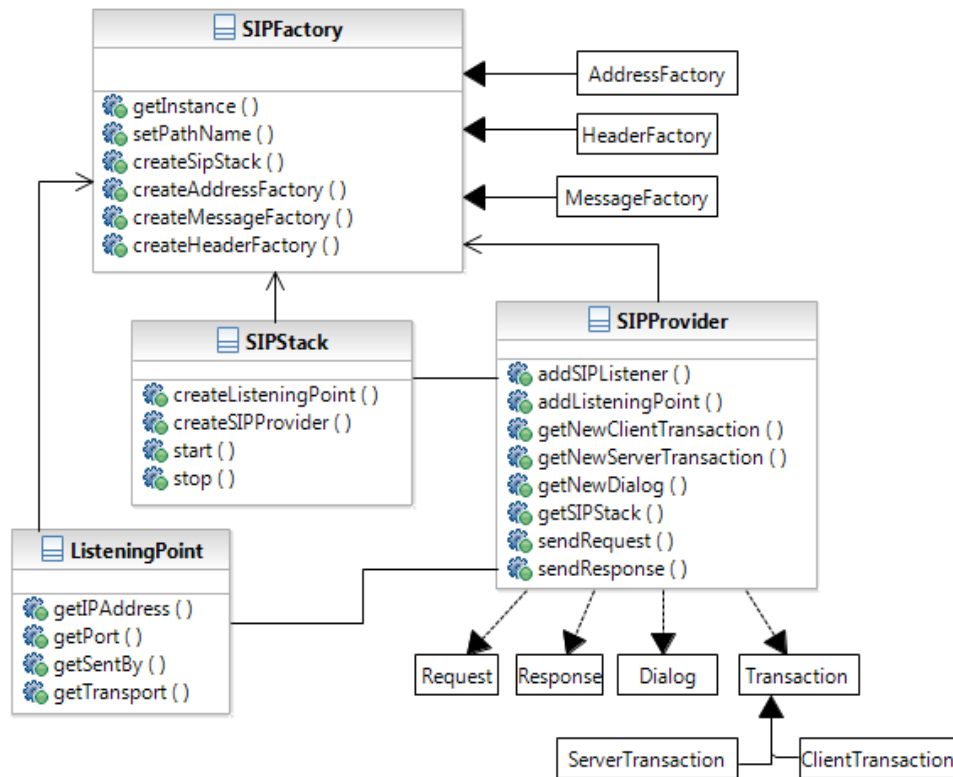 SIPFactory
getInstance ( )
setPathName ( )
createSipStack ( )
createAddressFactory ( )
createMessageFactory ( )
createHeaderFactory ( )
AddressFactory
HeaderFactory
MessageFactory
SIPStack
createListeningPoint ( )
createSIPProvider ( )
start ( )
stop ( )
SIPProvider
addSIPListener ( )
addListeningPoint ( )
getNewClientTransaction ( )
getNewServerTransaction ( )
getNewDialog ( )
getSIPStack ( )
sendRequest ( )
sendResponse ( )
ListeningPoint
getIPAddress ( )
getPort ( )
getSentBy ( )
getTransport ( )
Request
Response
Dialog
Transaction
ServerTransaction
ClientTransaction